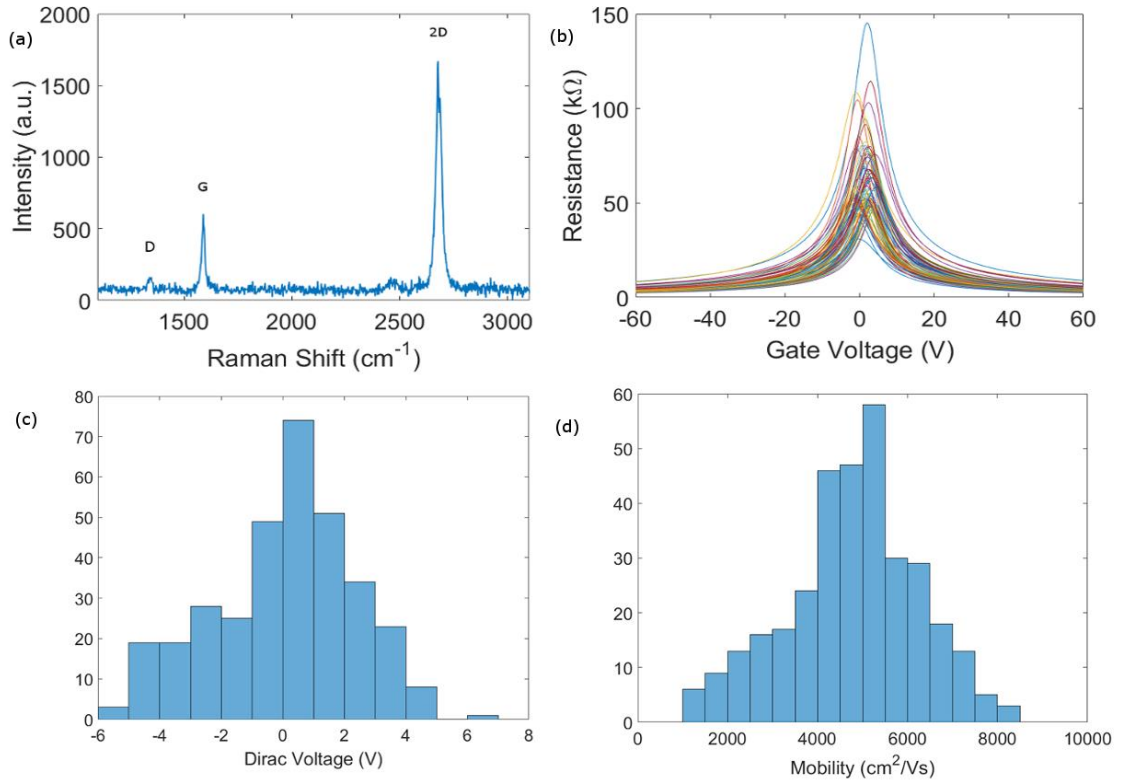 (a)
2000
1500
1000
500
0
Intensity (a.u.)
D
G
2D
1500 2000 2500 3000
Raman Shift (cm⁻¹)
(b)
150
100
50
0
Resistance (kΩ)
-60 -40 -20 0 20 40 60
Gate Voltage (V)
(c)
80
70
60
50
40
30
20
10
0
-6 -4 -2 0 2 4 6 8
Dirac Voltage (V)
(d)
60
50
40
30
20
10
0
0 2000 4000 6000 8000 10000
Mobility (cm²/Vs)